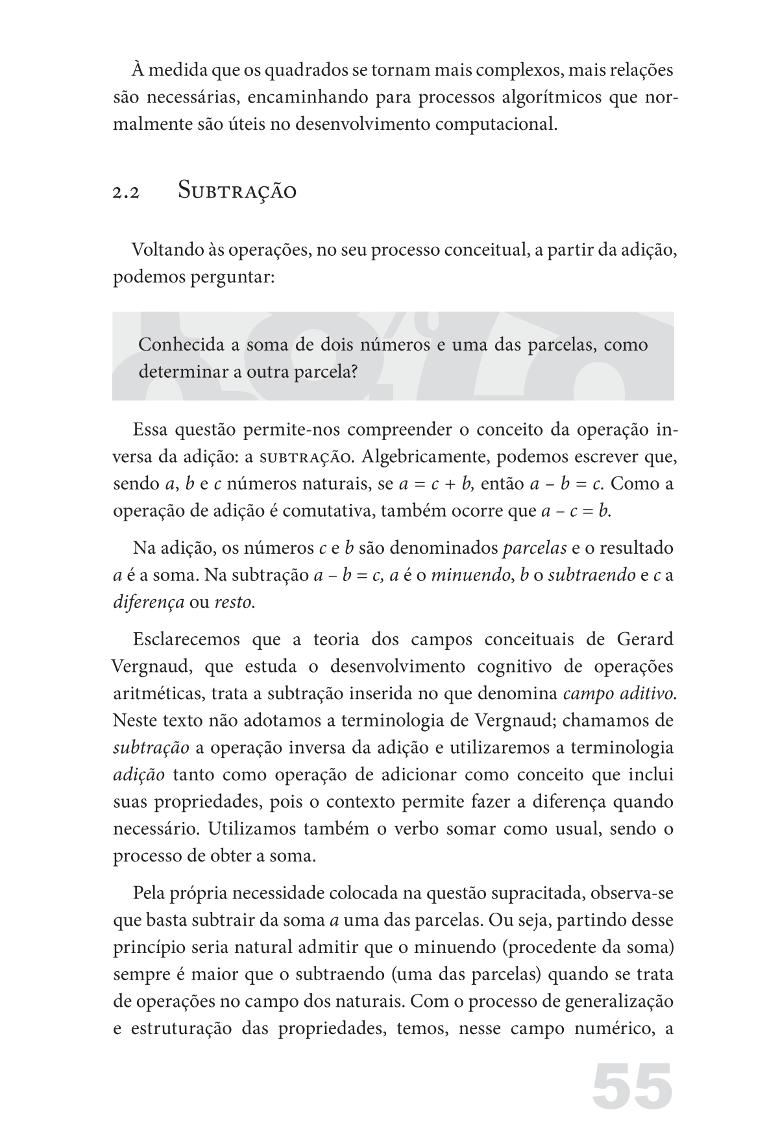 À medida que os quadrados se tornam mais complexos, mais relações
são necessárias, encaminhando para processos algorítmicos que nor-
malmente são úteis no desenvolvimento computacional.
2.2 Subtração
Voltando às operações, no seu processo conceitual, a partir da adição,
podemos perguntar:
Conhecida a soma de dois números e uma das parcelas, como
determinar a outra parcela?
Essa questão permite-nos compreender o conceito da operação in-
versa da adição: a subtração. Algebricamente, podemos escrever que,
sendo a, b e c números naturais, se a = c + b, então a – b = c. Como a
operação de adição é comutativa, também ocorre que a – c = b.
Na adição, os números c e b são denominados parcelas e o resultado
a é a soma. Na subtração a – b = c, a é o minuendo, b o subtraendo e c a
diferença ou resto.
Esclarecemos que a teoria dos campos conceituais de Gerard
Vergnaud, que estuda o desenvolvimento cognitivo de operações
aritméticas, trata a subtração inserida no que denomina campo aditivo.
Neste texto não adotamos a terminologia de Vergnaud; chamamos de
subtração a operação inversa da adição e utilizaremos a terminologia
adição tanto como operação de adicionar como conceito que inclui
suas propriedades, pois o contexto permite fazer a diferença quando
necessário. Utilizamos também o verbo somar como usual, sendo o
processo de obter a soma.
Pela própria necessidade colocada na questão supracitada, observa-se
que basta subtrair da soma a uma das parcelas. Ou seja, partindo desse
princípio seria natural admitir que o minuendo (procedente da soma)
sempre é maior que o subtraendo (uma das parcelas) quando se trata
de operações no campo dos naturais. Com o processo de generalização
e estruturação das propriedades, temos, nesse campo numérico, a
55